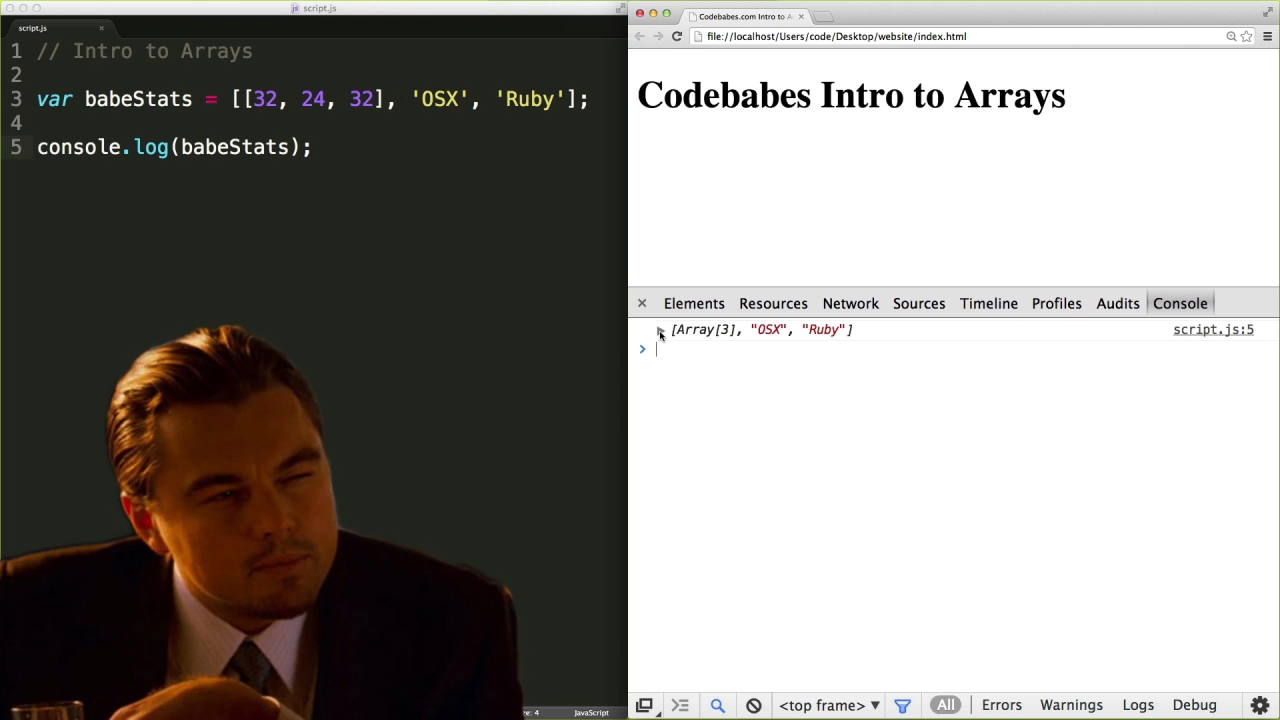 script.js
script.js
1 // Intro to Arrays
2
3 var babeStats = [[32, 24, 32], 'OSX', 'Ruby'];
4
5 console.log(babeStats);
: 4 JavaScript
Codebabes.com Intro to A
file://localhost/Users/code/Desktop/website/index.html
Codebabes Intro to Arrays
Elements Resources Network Sources Timeline Profiles Audits Console
[Array[3], "OSX", "Ruby"] script.js:5
<top frame> All Errors Warnings Logs Debug